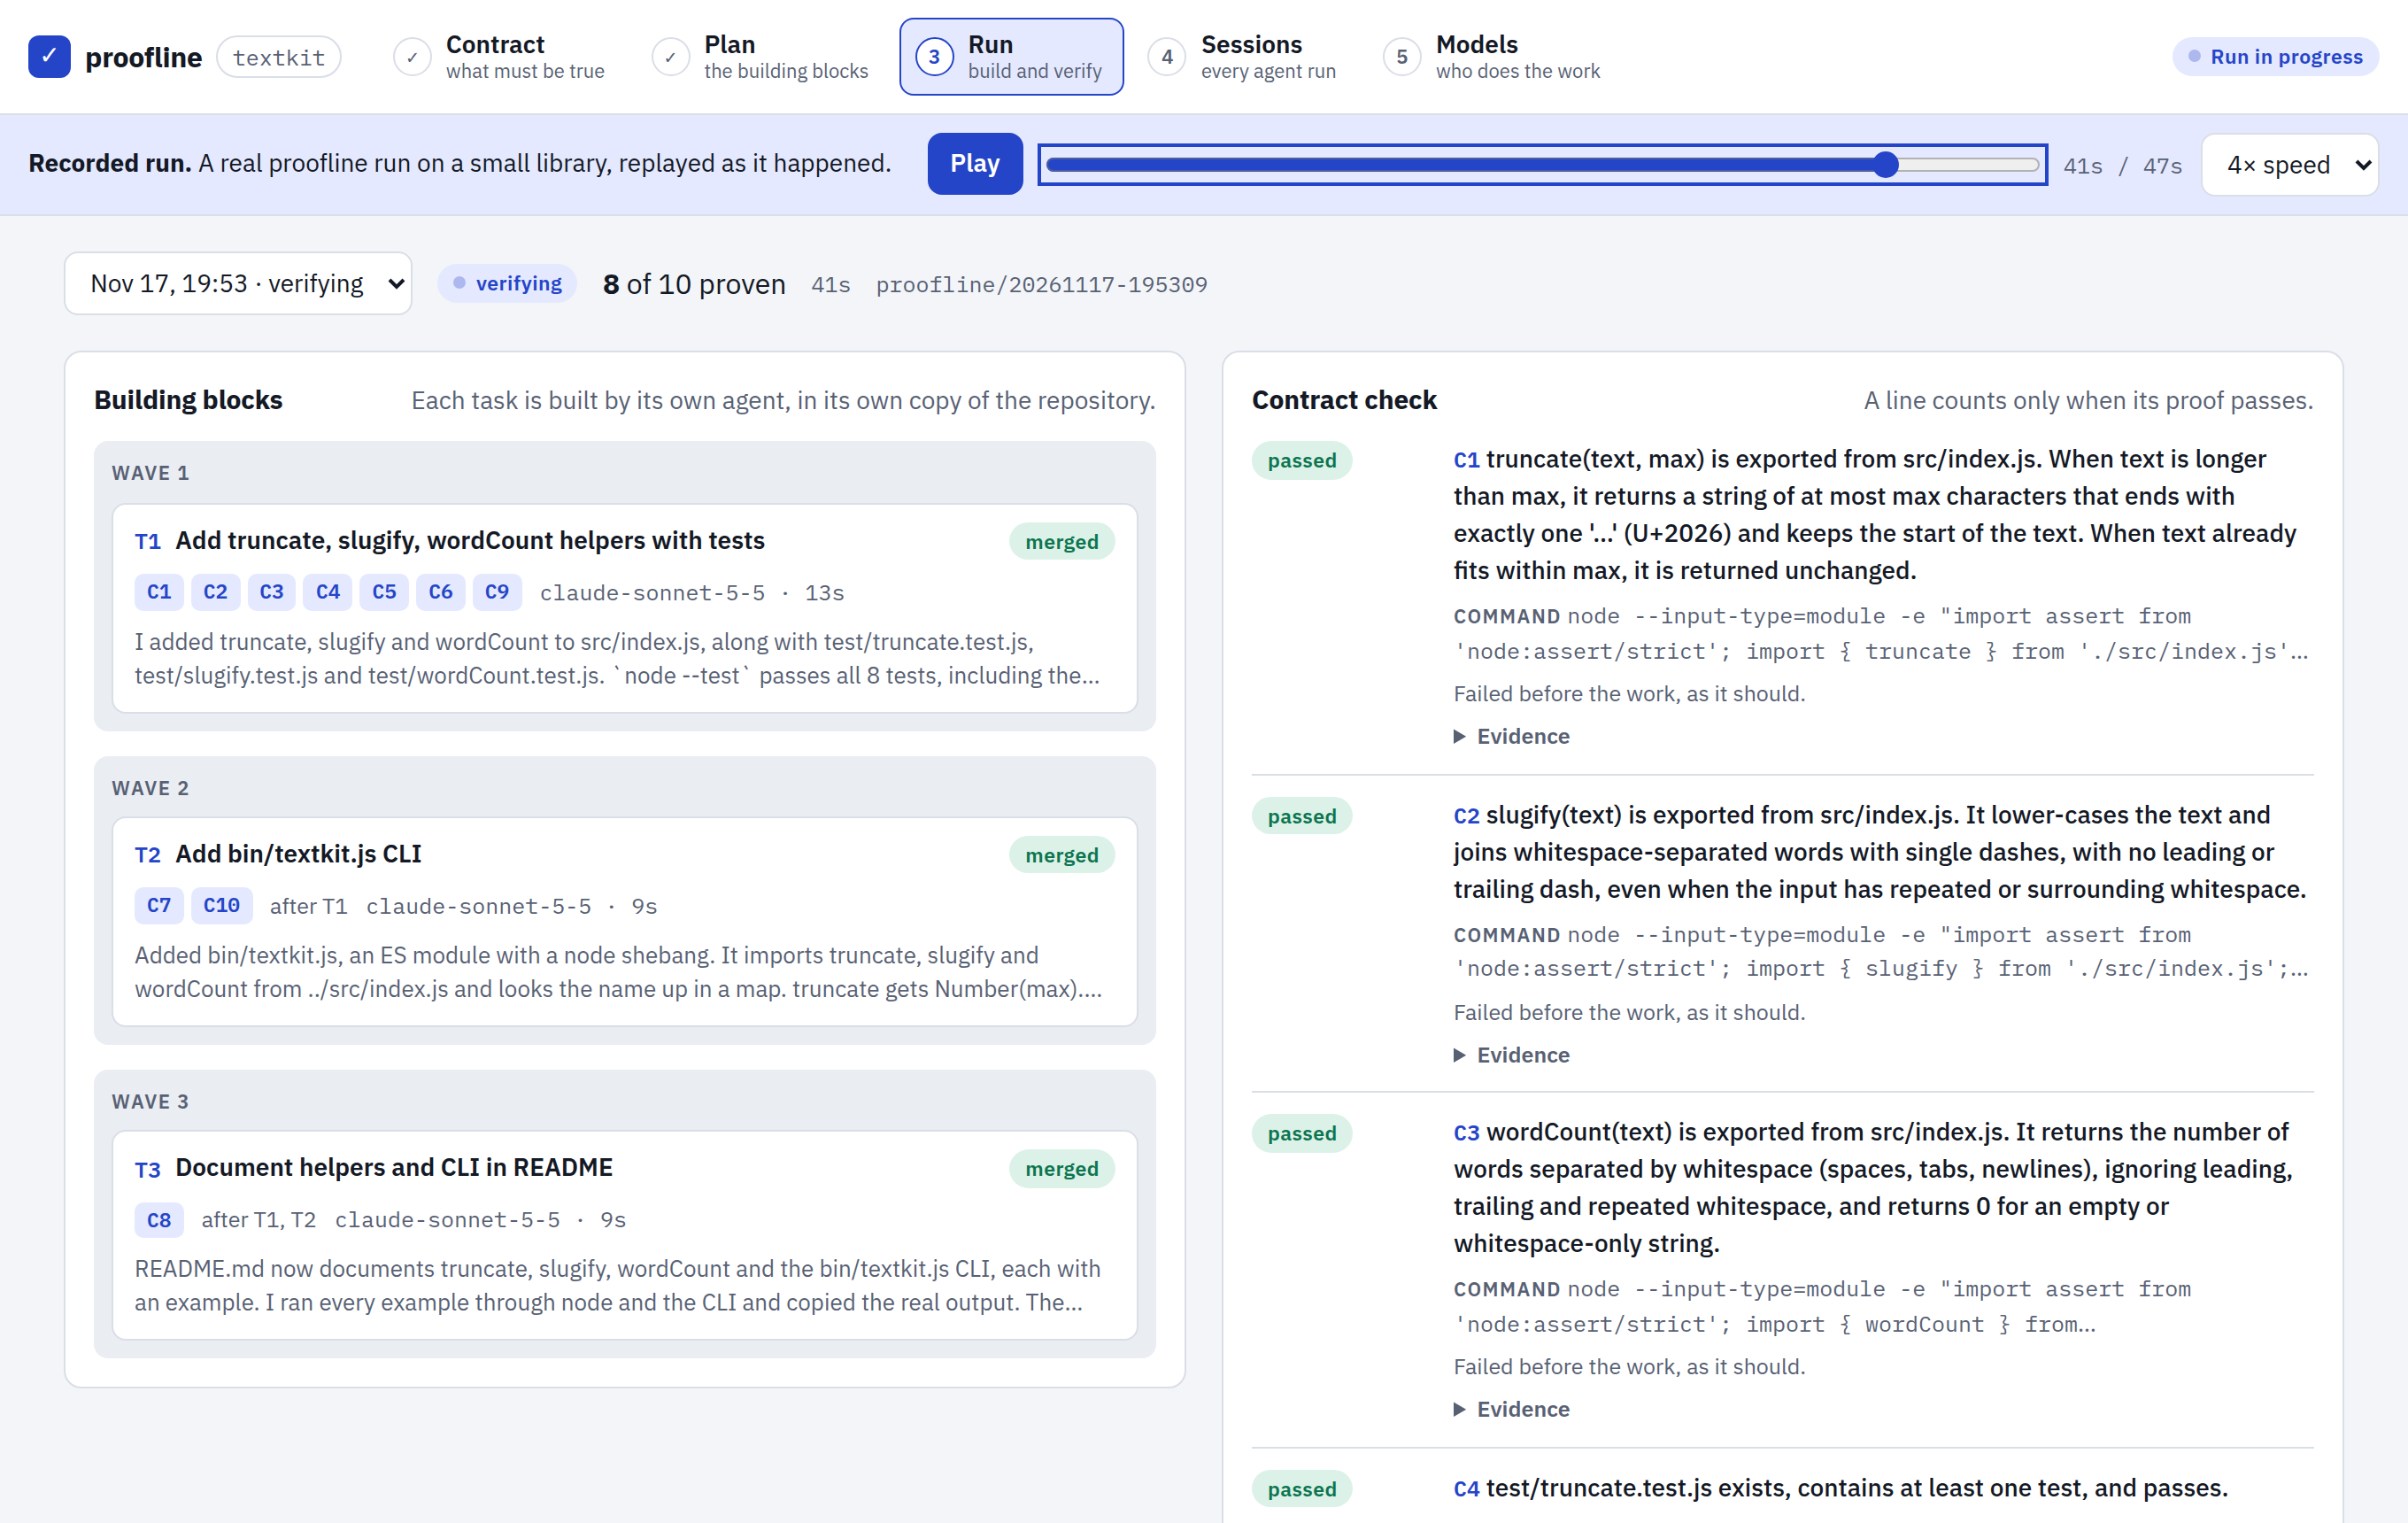 ✓ proofline textkit
✓ Contract
what must be true
✓ Plan
the building blocks
3 Run
build and verify
4 Sessions
every agent run
5 Models
who does the work
Run in progress
Recorded run. A real proofline run on a small library, replayed as it happened.
Play
41s / 47s
4× speed
Nov 17, 19:53 · verifying
verifying
8 of 10 proven
41s
proofline/20261117-195309
Building blocks
Each task is built by its own agent, in its own copy of the repository.
WAVE 1
T1 Add truncate, slugify, wordCount helpers with tests
merged
C1 C2 C3 C4 C5 C6 C9 claude-sonnet-5-5 · 13s
I added truncate, slugify and wordCount to src/index.js, along with test/truncate.test.js,
test/slugify.test.js and test/wordCount.test.js. `node --test` passes all 8 tests, including the…
WAVE 2
T2 Add bin/textkit.js CLI
merged
C7 C10 after T1 claude-sonnet-5-5 · 9s
Added bin/textkit.js, an ES module with a node shebang. It imports truncate, slugify and
wordCount from ../src/index.js and looks the name up in a map. truncate gets Number(max).…
WAVE 3
T3 Document helpers and CLI in README
merged
C8 after T1, T2 claude-sonnet-5-5 · 9s
README.md now documents truncate, slugify, wordCount and the bin/textkit.js CLI, each with
an example. I ran every example through node and the CLI and copied the real output. The…
Contract check
A line counts only when its proof passes.
passed
C1 truncate(text, max) is exported from src/index.js. When text is longer
than max, it returns a string of at most max characters that ends with
exactly one '…' (U+2026) and keeps the start of the text. When text already
fits within max, it is returned unchanged.
COMMAND node --input-type=module -e "import assert from
'node:assert/strict'; import { truncate } from './src/index.js'…
Failed before the work, as it should.
Evidence
passed
C2 slugify(text) is exported from src/index.js. It lower-cases the text and
joins whitespace-separated words with single dashes, with no leading or
trailing dash, even when the input has repeated or surrounding whitespace.
COMMAND node --input-type=module -e "import assert from
'node:assert/strict'; import { slugify } from './src/index.js';…
Failed before the work, as it should.
Evidence
passed
C3 wordCount(text) is exported from src/index.js. It returns the number of
words separated by whitespace (spaces, tabs, newlines), ignoring leading,
trailing and repeated whitespace, and returns 0 for an empty or
whitespace-only string.
COMMAND node --input-type=module -e "import assert from
'node:assert/strict'; import { wordCount } from…
Failed before the work, as it should.
Evidence
passed
C4 test/truncate.test.js exists, contains at least one test, and passes.